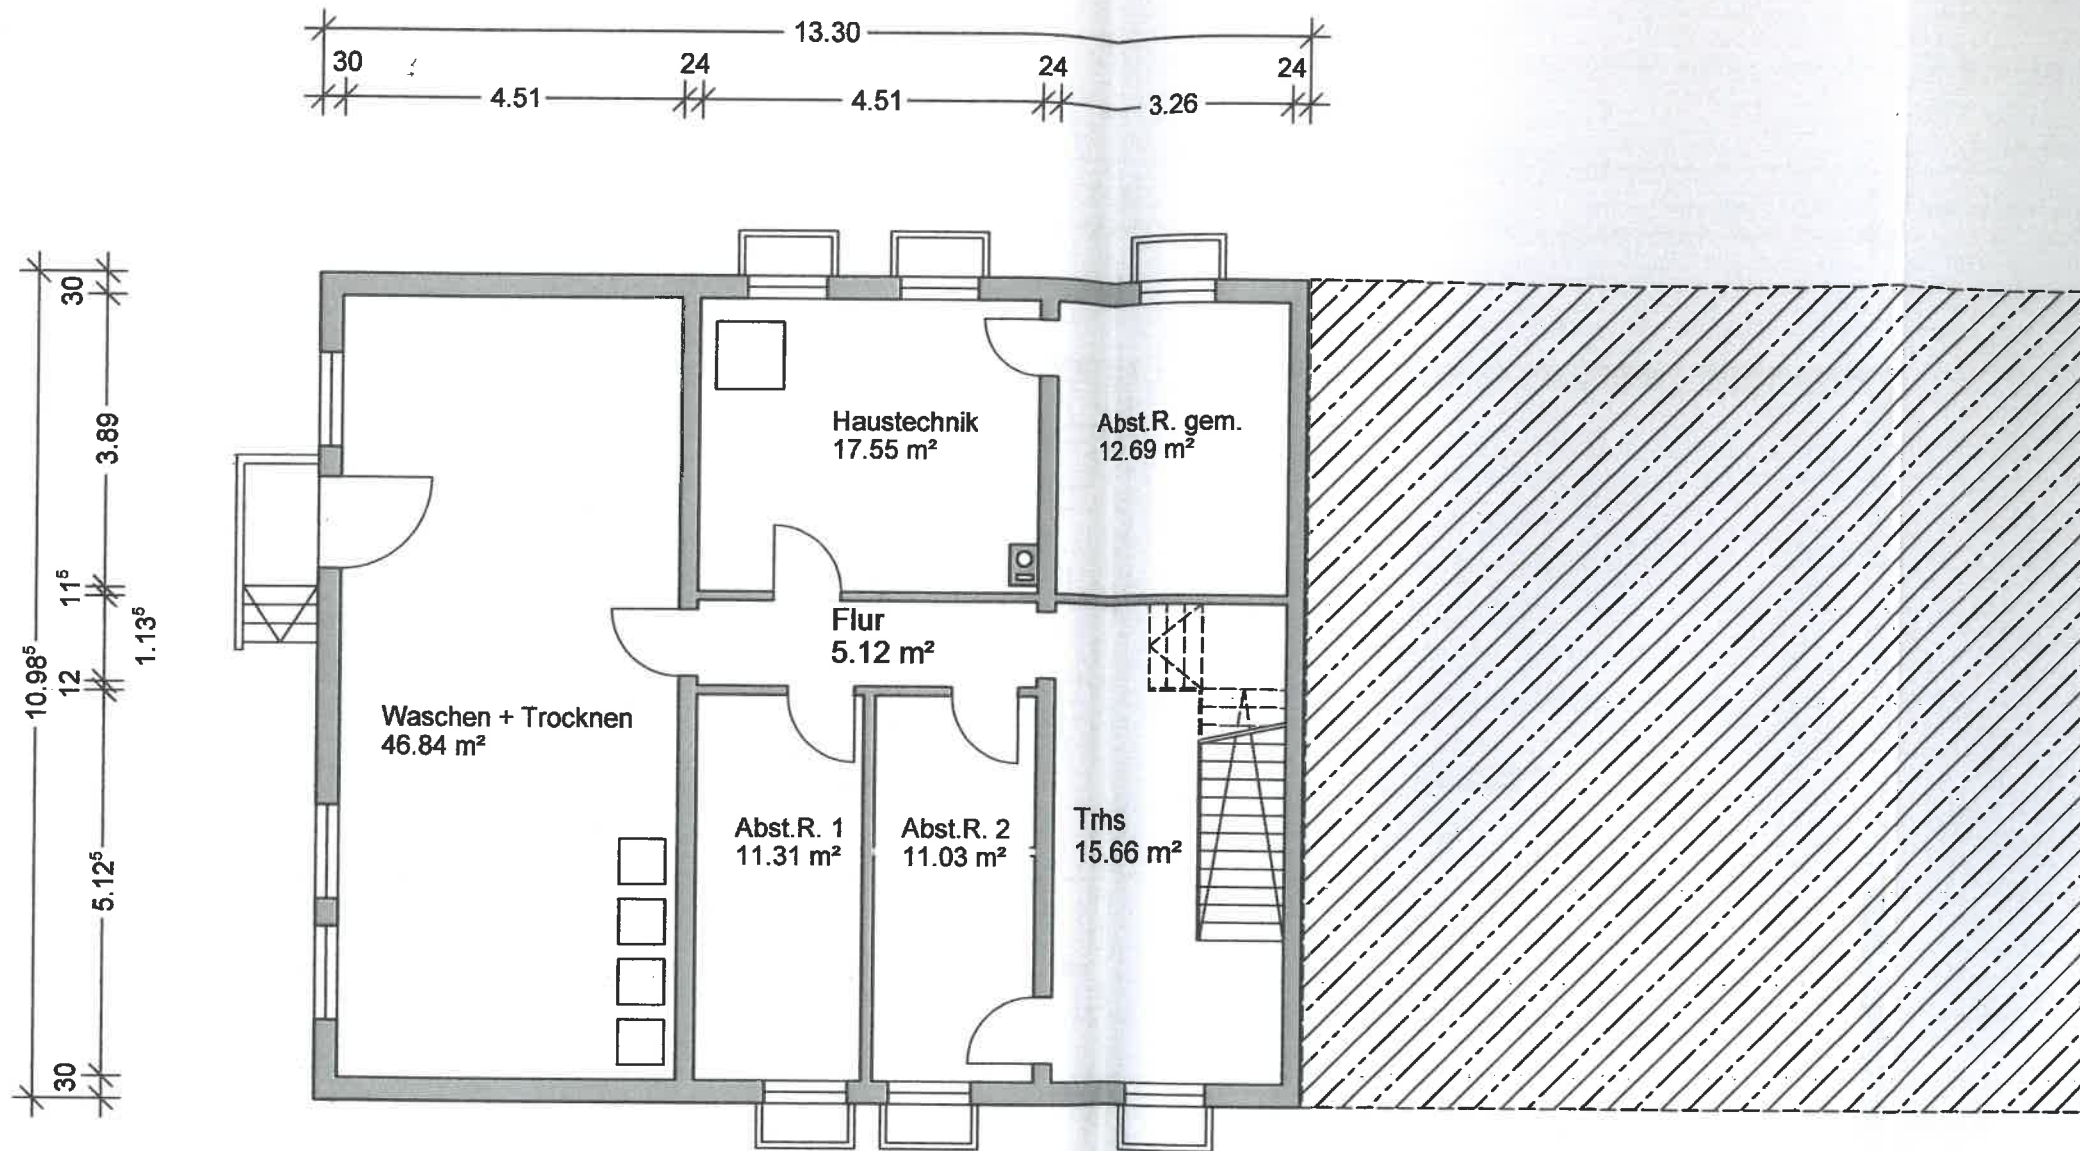 13.30
30
24
24
24
4.51
4.51
3.26
30
3.89
11⁵
1.13⁵
12
10.98⁵
5.12⁵
30
Haustechnik
17.55 m²
Abst.R. gem.
12.69 m²
Flur
5.12 m²
Waschen + Trocknen
46.84 m²
Abst.R. 1
11.31 m²
Abst.R. 2
11.03 m²
Trhs
15.66 m²